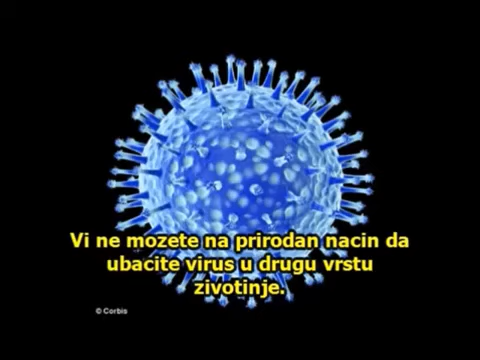 Vi ne mozete na prirodan nacin da
ubacite virus u drugu vrstu
zivotinje.
© Corbis